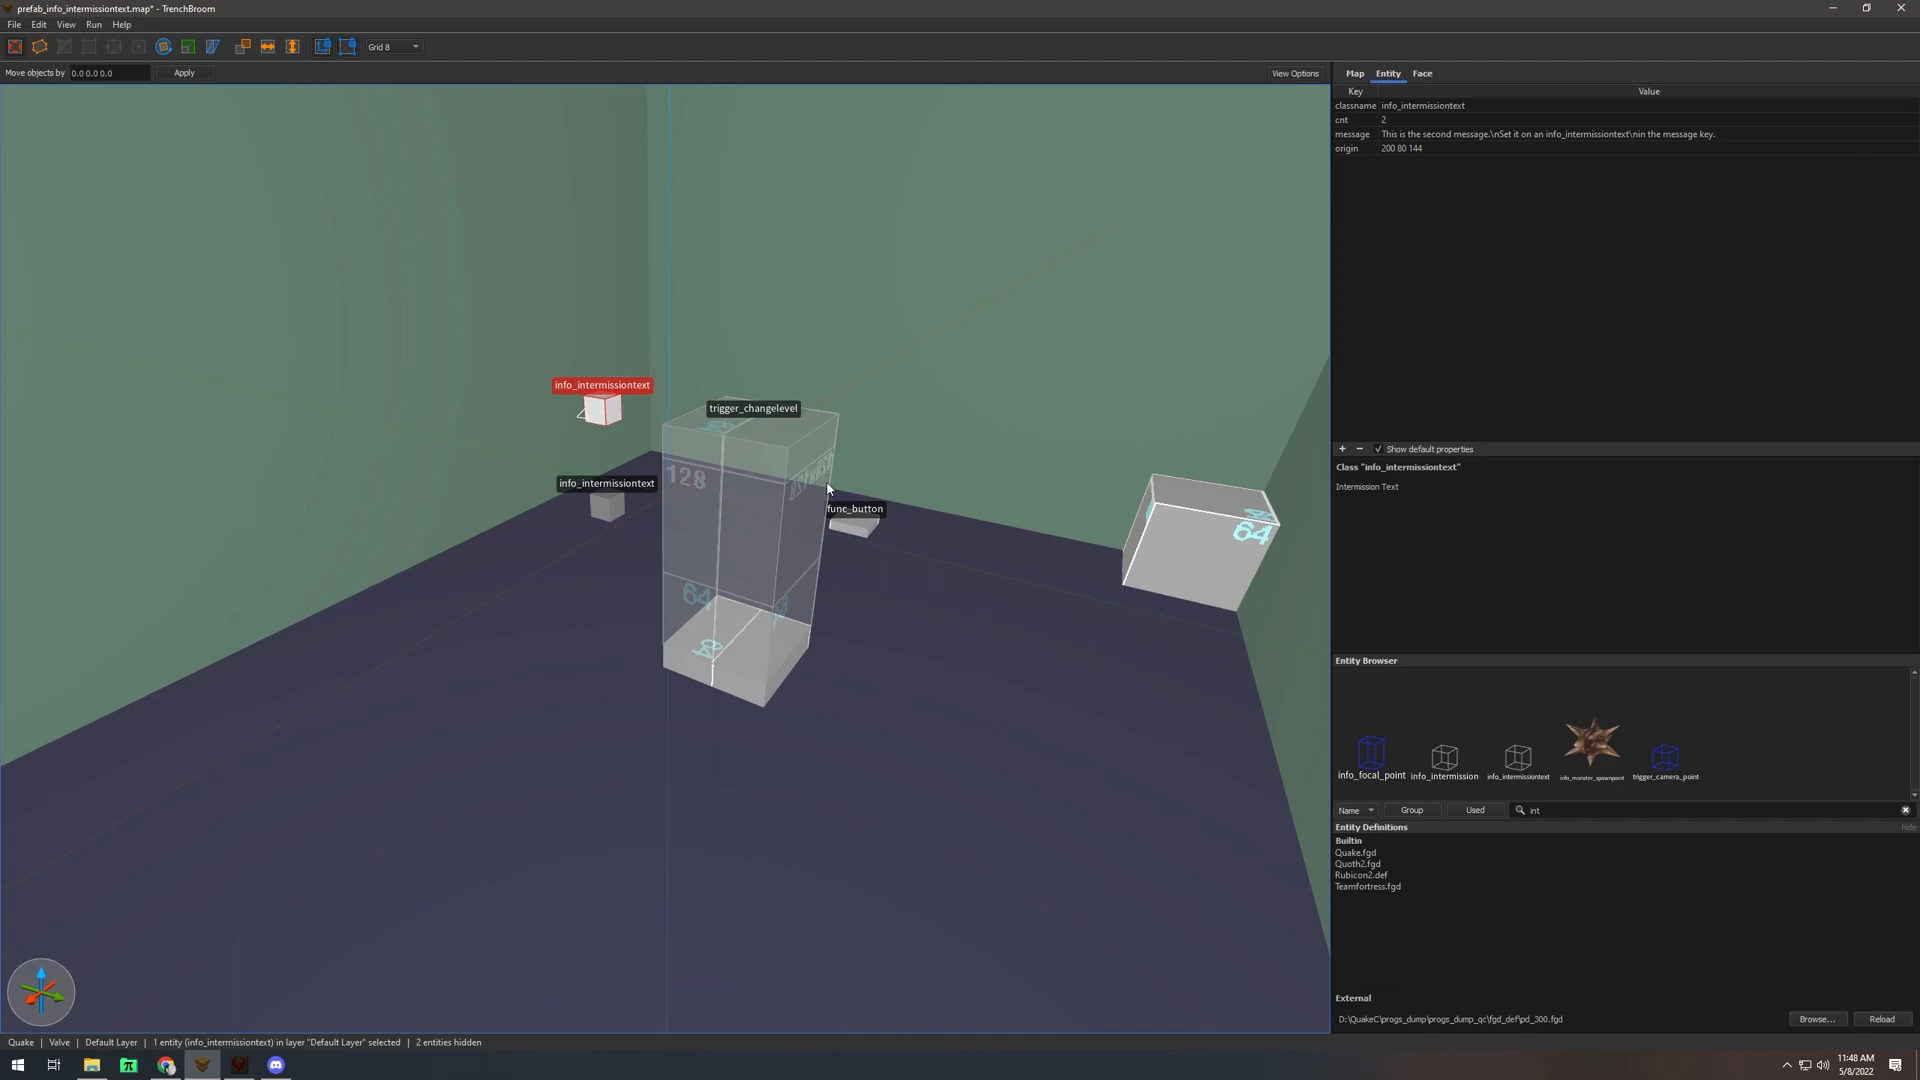 prefab_info_intermissiontext.map* - TrenchBroom
File Edit View Run Help
Grid 8
Move objects by 0.0 0.0 0.0 Apply View Options
Map Entity Face
Key Value
classname info_intermissiontext
cnt 2
message This is the second message.\nSet it on an info_intermissiontext\nin the message key.
origin 200 80 144
info_intermissiontext
trigger_changelevel
128
info_intermissiontext
func_button
64
64
+ - Show default properties
Class "info_intermissiontext"
Intermission Text
Entity Browser
info_focal_point info_intermission info_intermissiontext info_monster_spawnpoint trigger_camera_point
Name Group Used int
Entity Definitions hide
Builtin
Quake.fgd
Quoth2.fgd
Rubicon2.def
Teamfortress.fgd
External
D:\QuakeC\progs_dump\progs_dump_qc\fgd_def\pd_300.fgd Browse... Reload
Quake Valve Default Layer 1 entity (info_intermissiontext) in layer "Default Layer" selected 2 entities hidden
11:48 AM
5/8/2022